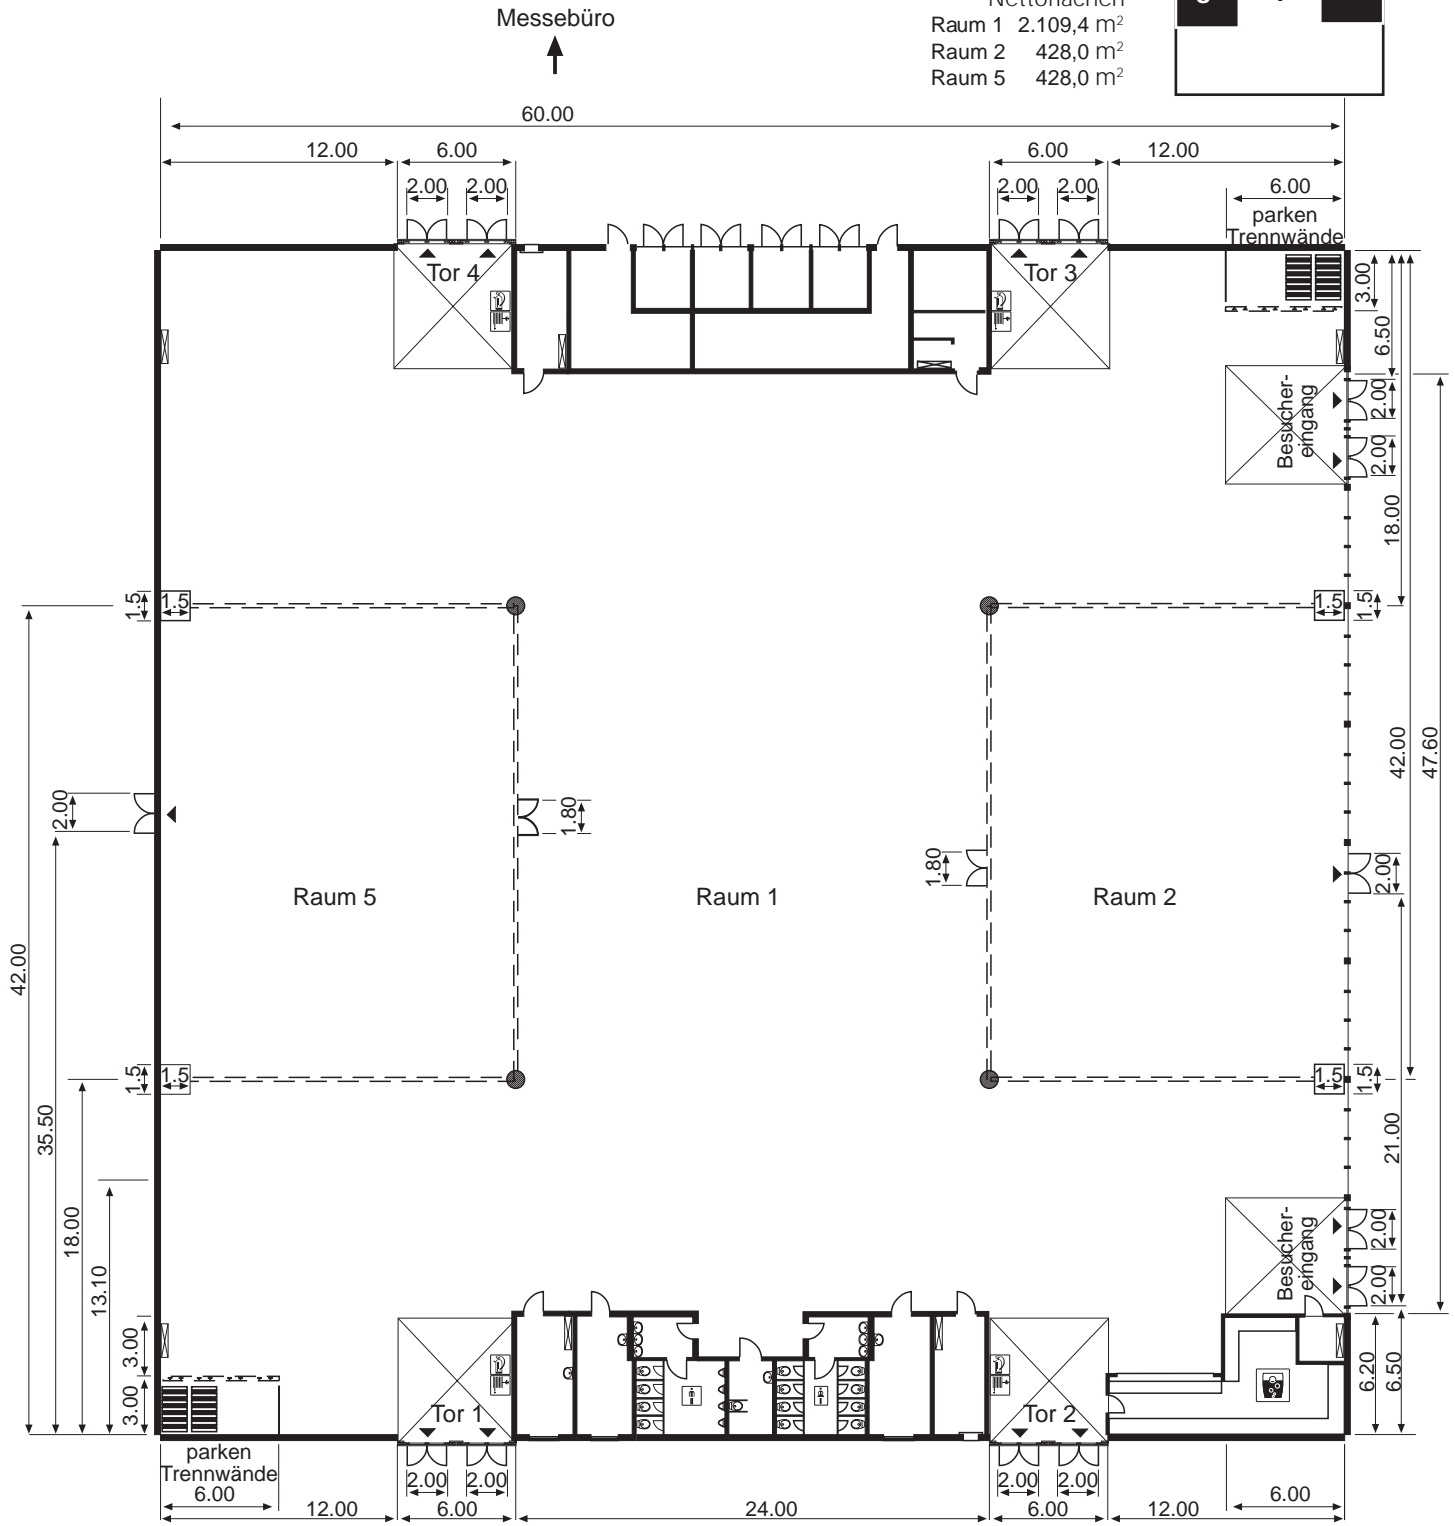 Messebüro
Nettoflächen
Raum 1 2.109,4 m²
Raum 2 428,0 m²
Raum 5 428,0 m²
60.00
12.00 6.00 6.00 12.00
2.00 2.00 2.00 2.00 6.00
parken
Trennwände
Tor 4 Tor 3
3.00
6.50
Besucher-
eingang
2.00
2.00
18.00
1.5 1.5 1.5 1.5
42.00
47.60
2.00 1.80
1.80 2.00
Raum 5 Raum 1 Raum 2
42.00
35.50
1.5 1.5 1.5 1.5
21.00
18.00
13.10
Besucher-
eingang
2.00
2.00
3.00
3.00
6.20
6.50
Tor 1 Tor 2
parken
Trennwände
2.00 2.00 2.00 2.00
6.00 6.00
12.00 6.00 24.00 6.00 12.00